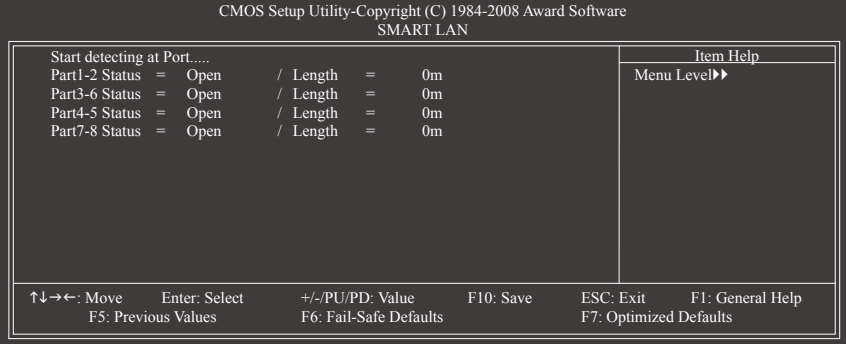 CMOS Setup Utility-Copyright (C) 1984-2008 Award Software
SMART LAN
Start detecting at Port.....
Part1-2 Status = Open / Length = 0m
Part3-6 Status = Open / Length = 0m
Part4-5 Status = Open / Length = 0m
Part7-8 Status = Open / Length = 0m
Item Help
Menu Level▶▶
↑↓→←: Move Enter: Select +/-/PU/PD: Value F10: Save ESC: Exit F1: General Help
F5: Previous Values F6: Fail-Safe Defaults F7: Optimized Defaults